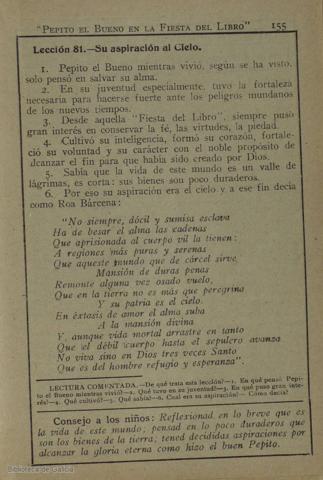 "PEPITO EL BUENO EN LA FIESTA DEL LIBRO" 155
Lección 81.—Su aspiración al Cielo.
1. Pepito el Bueno mientras vivió, según se ha visto,
solo pensó en salvar su alma.
2. En su juventud especialmente, tuvo la fortaleza
necesaria para hacerse fuerte ante los peligros mundanos
de los nuevos tiempos.
3. Desde aquella "Fiesta del Libro", siempre puso
gran interés en conservar la fé, las virtudes, la piedad.
4. Cultivó su inteligencia, formó su corazón, fortale-
ció su voluntad y su carácter con el noble propósito de
alcanzar el fin para que había sido creado por Dios.
5. Sabía que la vida de este mundo es un valle de
lágrimas, es corta: sus bienes son poco duraderos.
6. Por eso su aspiración era el cielo y a ese fin decía
como Roa Bárcena:
"No siempre, dócil y sumisa esclava
Ha de besar el alma las cadenas
Que aprisionada al cuerpo vil la tienen:
A regiones más puras y serenas
Que aqueste mundo que de cárcel sirve,
Mansión de duras penas
Remonte alguna vez osado vuelo,
Que en la tierra no es más que peregrina
Y su patria es el cielo.
En éxtasis de amor el alma suba
A la mansión divina
Y, aunque vida mortal arrastre en tanto
Que el débil cuerpo hasta el sepulcro avanza
No viva sino en Dios tres veces Santo
Que es del hombre refugio y esperanza".
LECTURA COMENTADA.—De qué trata esta lección?—1. En qué pensó Pepi-
to el Bueno mientras vivió?—2. Qué tuvo en su juventud?—3. En qué puso gran inte-
rés?—4. Qué cultivó?—5. Qué sabía?—6. Cual era su aspiración?— Cómo decía?
Consejo a los niños: Reflexionad en lo breve que es
la vida de este mundo; pensad en lo poco duraderos que
son los bienes de la tierra; tened decididas aspiraciones por
alcanzar la gloria eterna como hizo el buen Pepito.
Biblioteca de Galicia